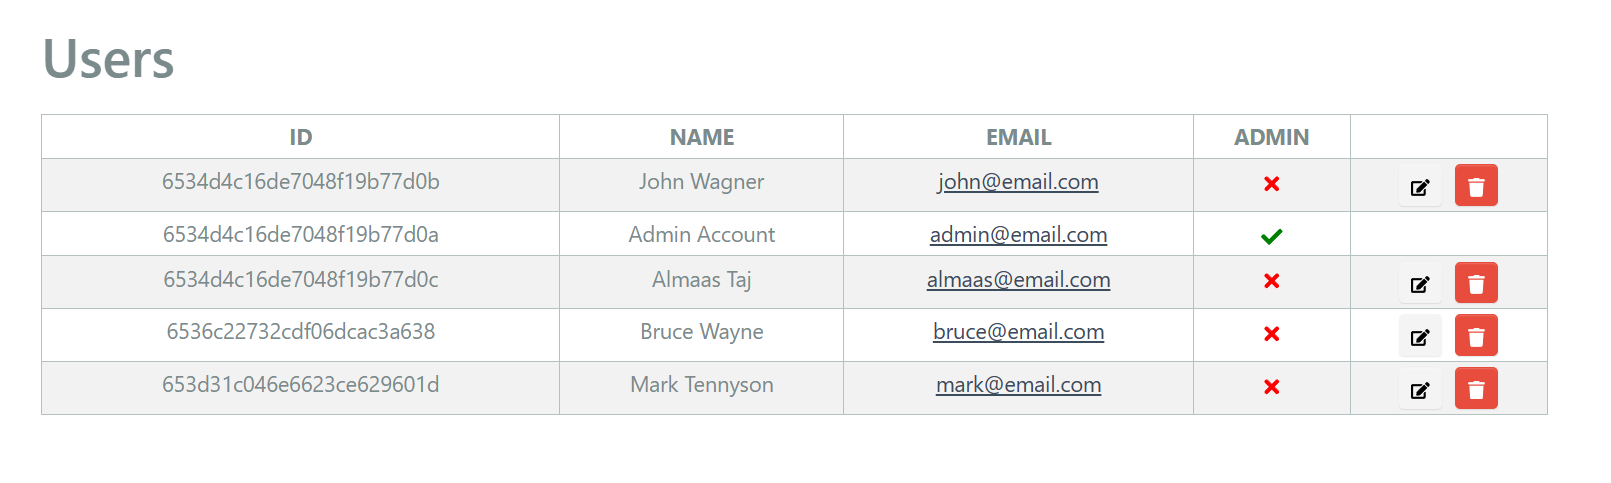 Users
ID NAME EMAIL ADMIN
6534d4c16de7048f19b77d0b John Wagner john@email.com
6534d4c16de7048f19b77d0a Admin Account admin@email.com
6534d4c16de7048f19b77d0c Almaas Taj almaas@email.com
6536c22732cdf06dcac3a638 Bruce Wayne bruce@email.com
653d31c046e6623ce629601d Mark Tennyson mark@email.com